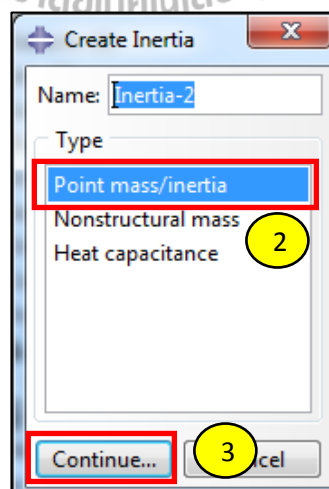 Create Inertia
Name: Inertia-2
Type
Point mass/inertia
Nonstructural mass
2
Heat capacitance
Continue...
3